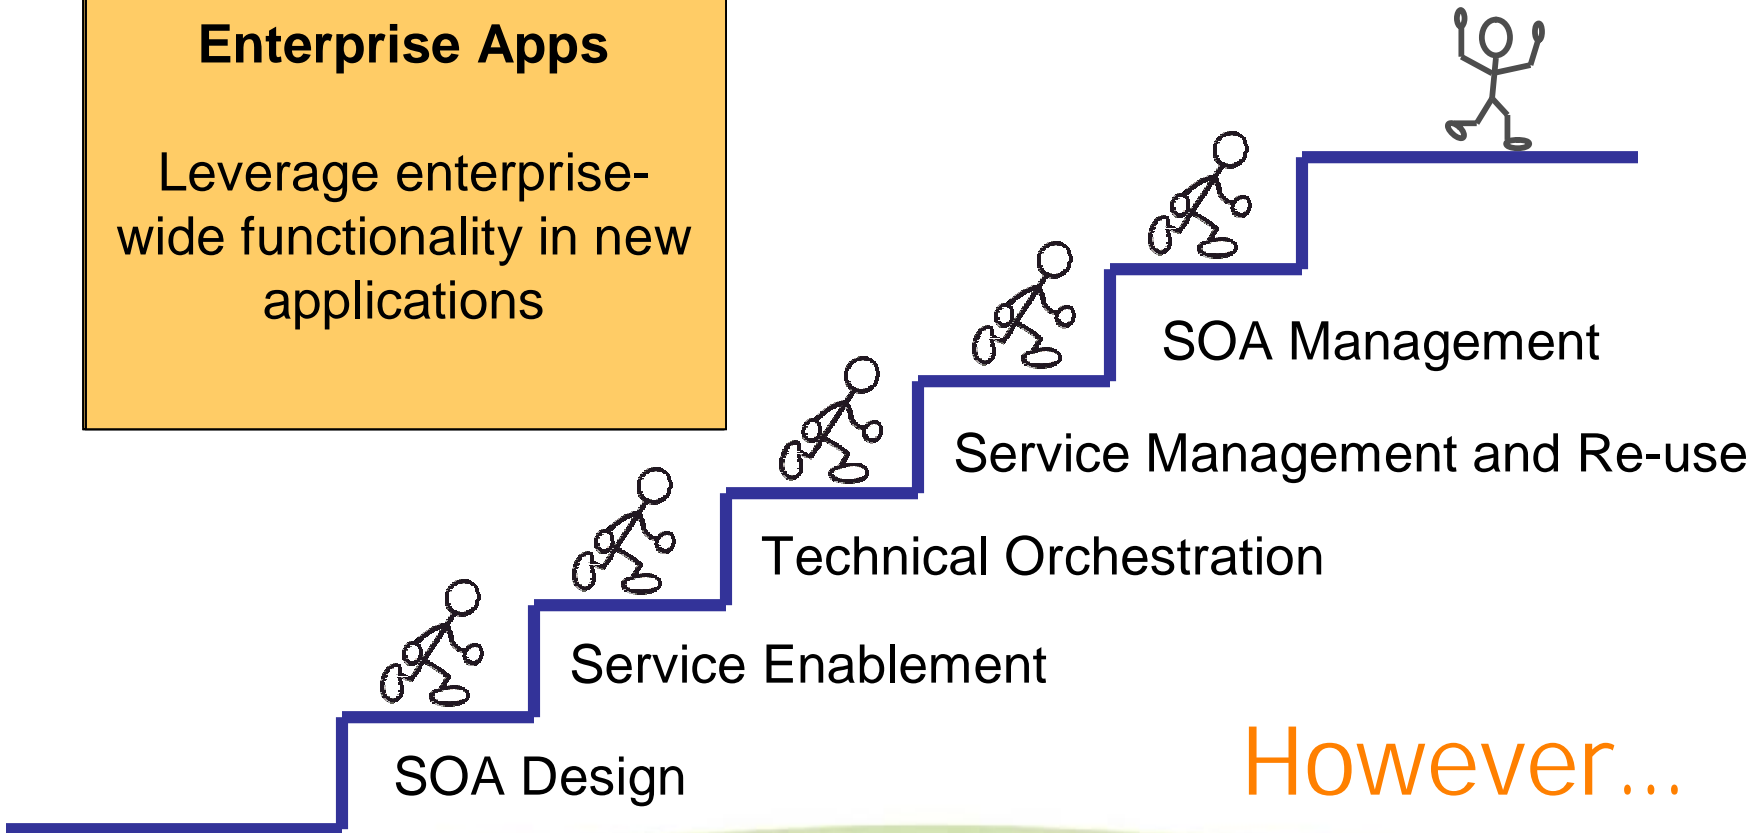 Enterprise Apps
Leverage enterprise-
wide functionality in new
applications
SOA Management
Service Management and Re-use
Technical Orchestration
Service Enablement
SOA Design
However...